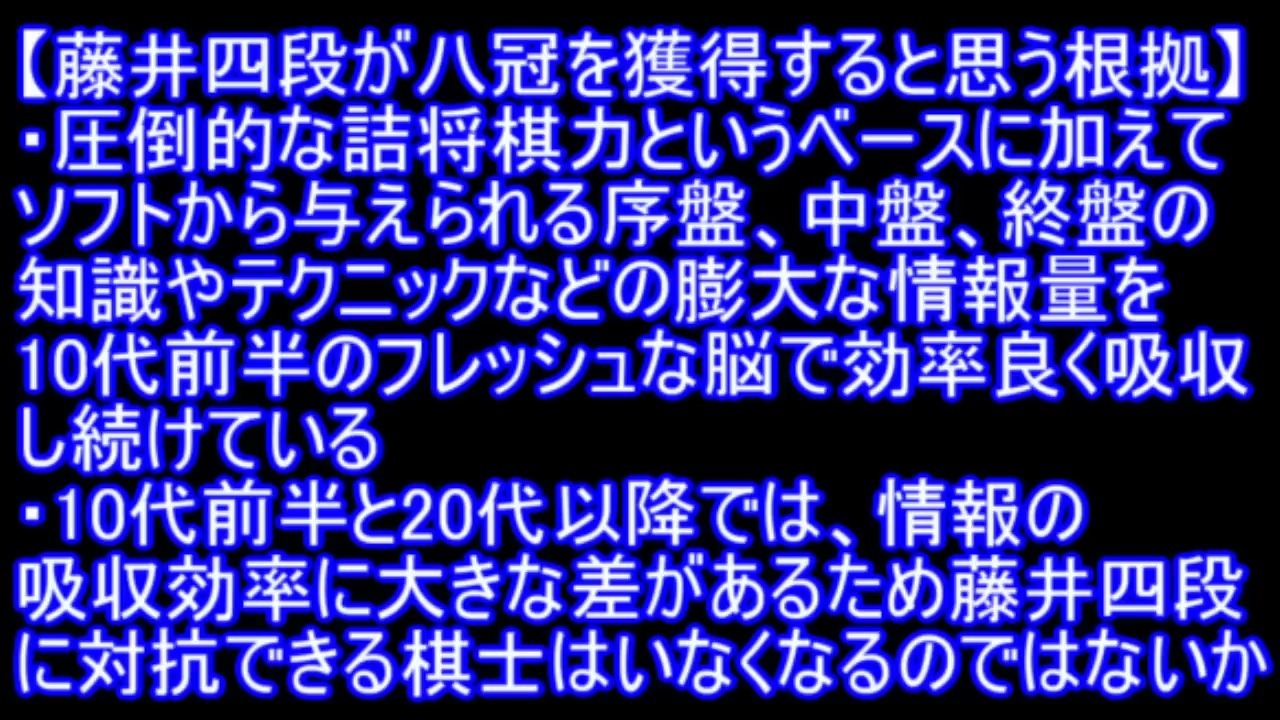 【藤井四段が八冠を獲得すると思う根拠】
・圧倒的な詰将棋力というベースに加えて
ソフトから与えられる序盤、中盤、終盤の
知識やテクニックなどの膨大な情報量を
10代前半のフレッシュな脳で効率良く吸収
し続けている
・10代前半と20代以降では、情報の
吸収効率に大きな差があるため藤井四段
に対抗できる棋士はいなくなるのではないか